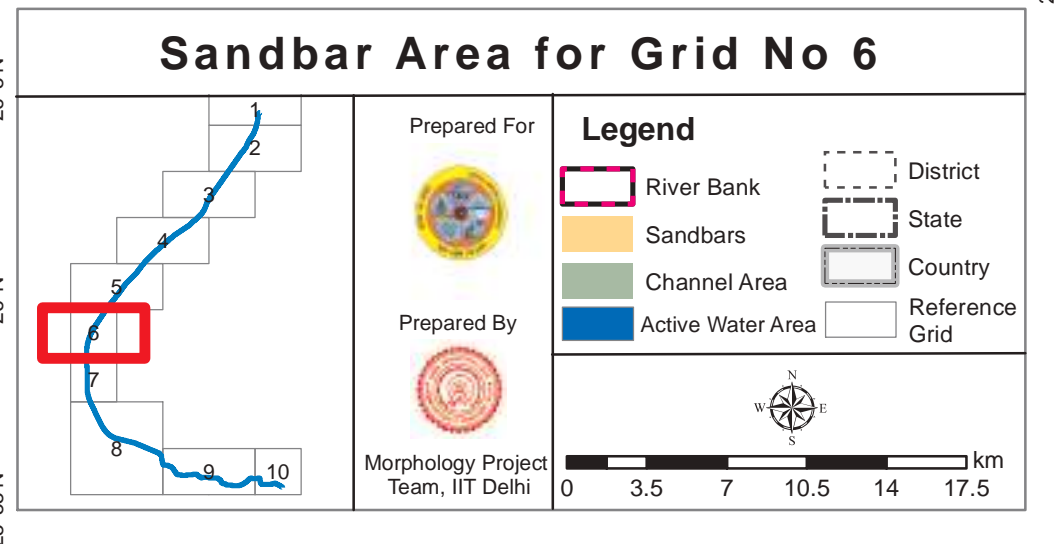 Sandbar Area for Grid No 6
1
2
3
4
5
6
7
8
9
10
Prepared For
Prepared By
Morphology Project
Team, IIT Delhi
Legend
River Bank
Sandbars
Channel Area
Active Water Area
District
State
Country
Reference
Grid
N
W E
S
km
0 3.5 7 10.5 14 17.5